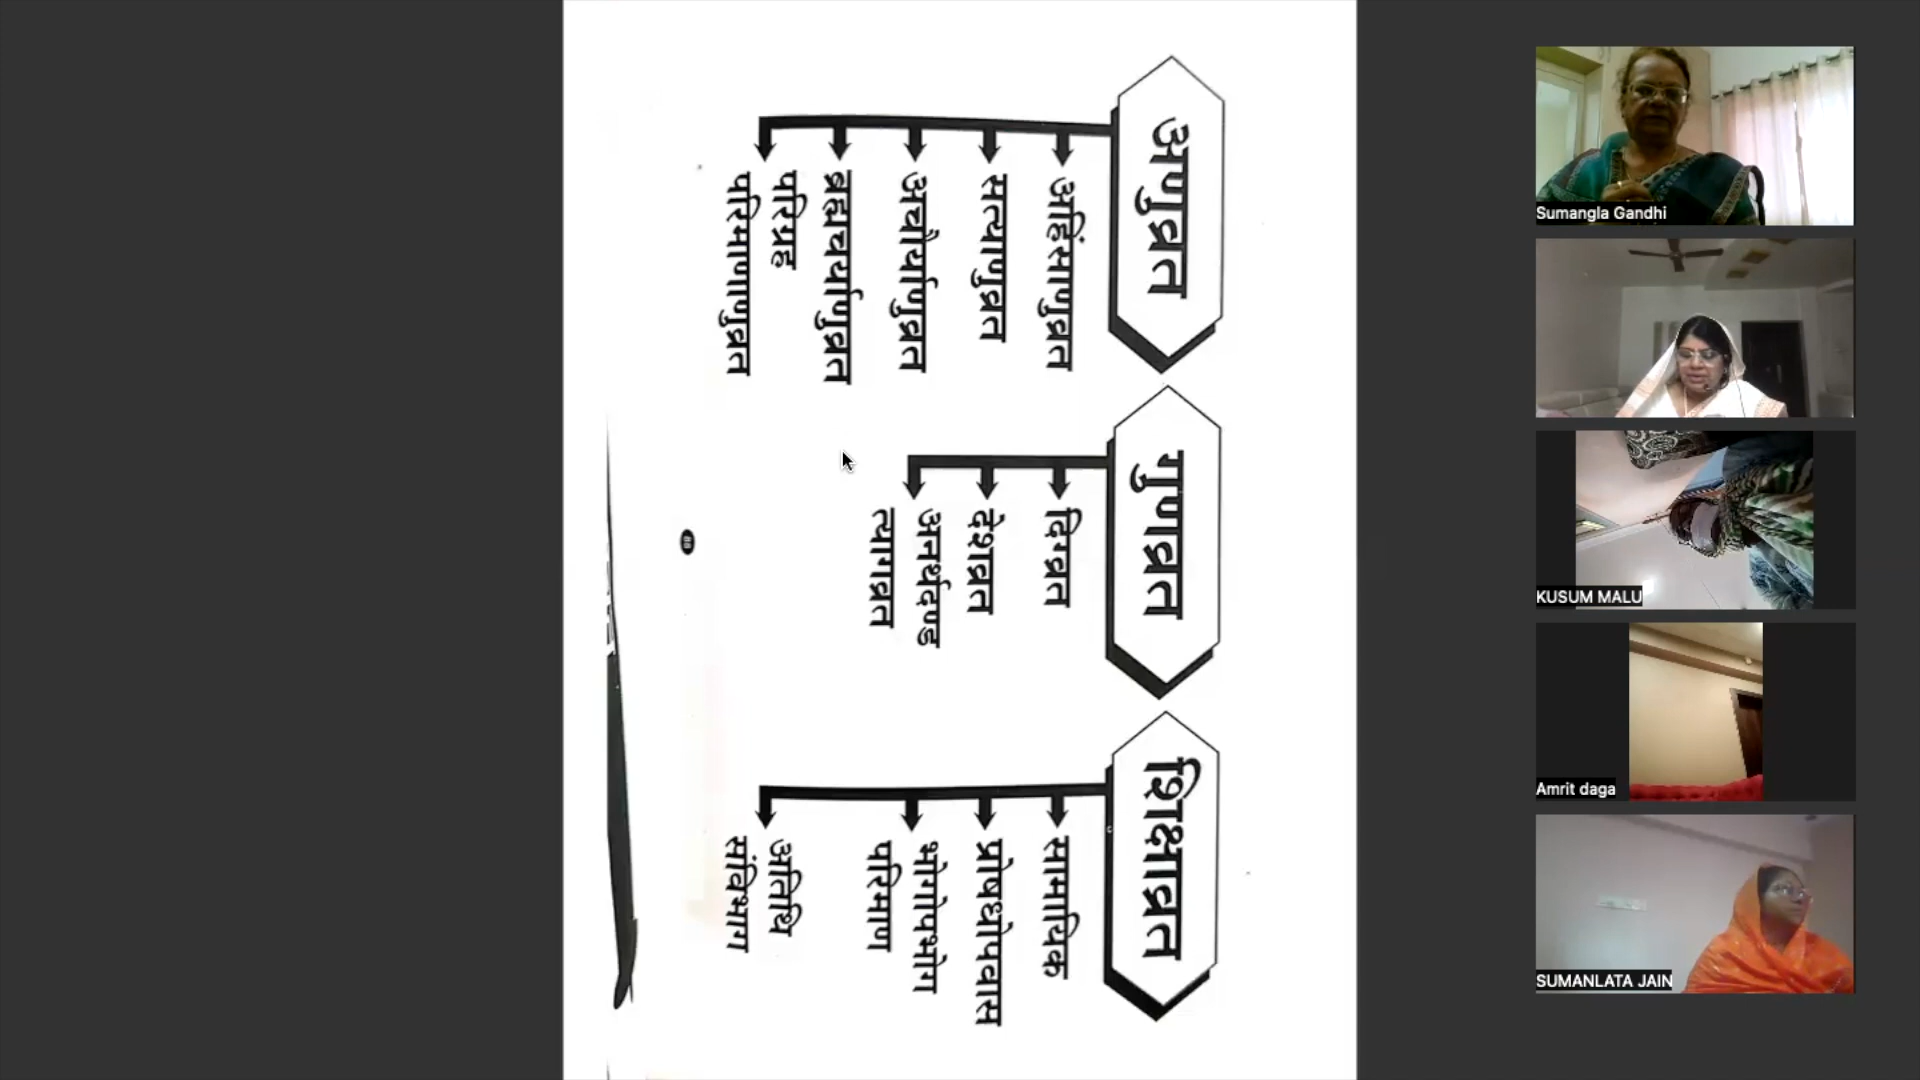 अणुव्रत
अहिंसाणुव्रत
सत्याणुव्रत
अचौर्याणुव्रत
ब्रह्मचर्याणुव्रत
परिग्रह
परिमाणाणुव्रत
गुणव्रत
दिग्व्रत
देशव्रत
अनर्थदण्ड
त्यागव्रत
शिक्षाव्रत
सामायिक
प्रोषधोपवास
भोगोपभोग
परिमाण
अतिथि
संविभाग
Sumangla Gandhi
KUSUM MALU
Amrit daga
SUMANLATA JAIN